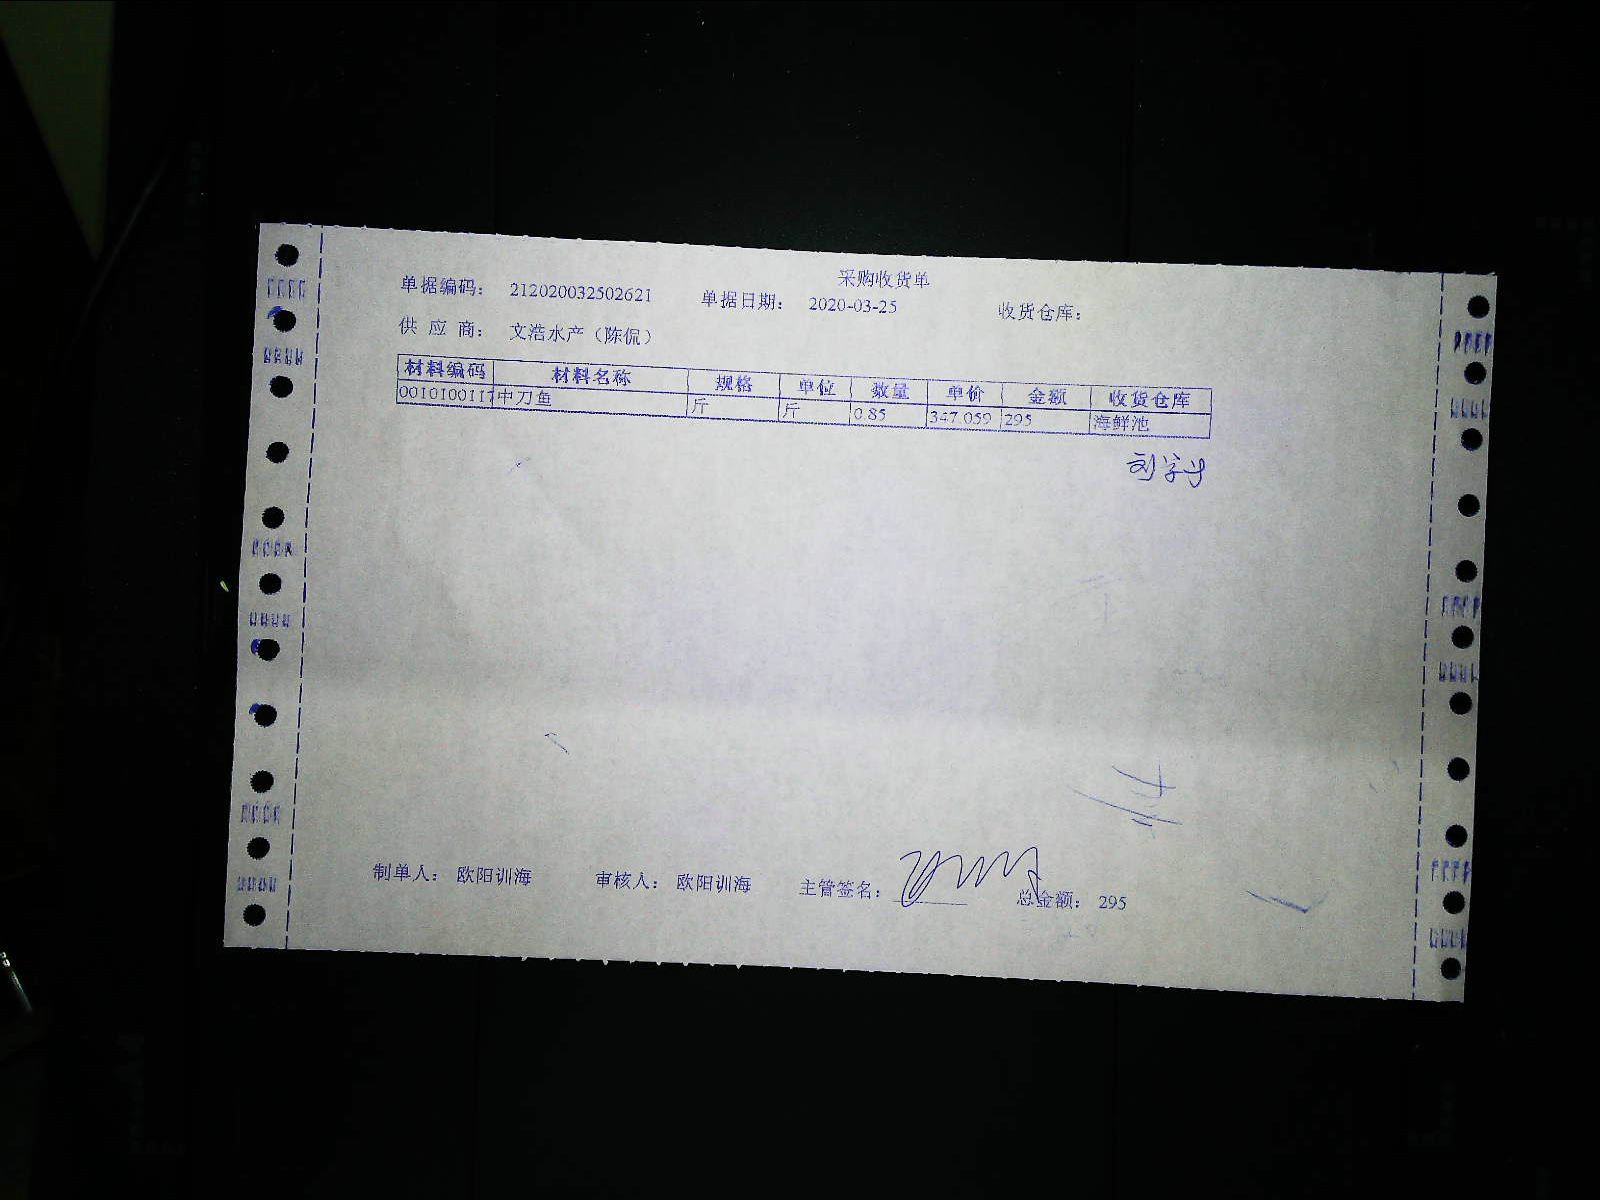 采购收货单
单据编码： 212020032502621 单据日期： 2020-03-25 收货仓库：
供 应 商： 文浩水产（陈侃）
材料编码 材料名称 规格 单位 数量 单价 金额 收货仓库
0010100117 中刀鱼 斤 斤 0.85 347.059 295 海鲜池
制单人： 欧阳训海 审核人： 欧阳训海 主管签名： 总金额： 295